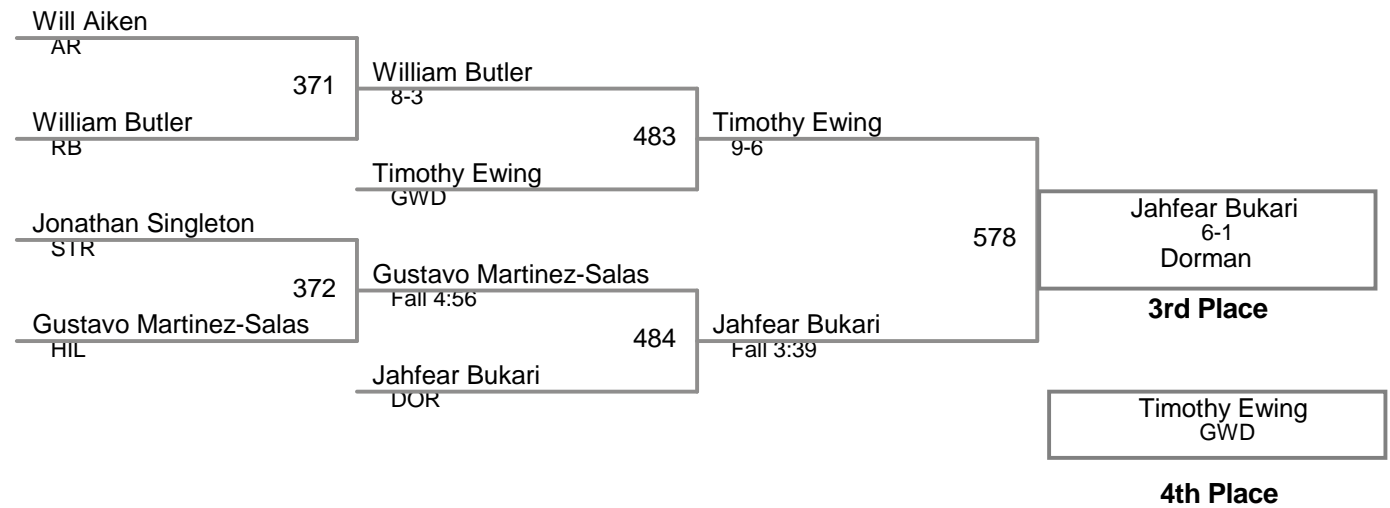 Will Aiken
AR
371
William Butler
8-3
William Butler
RB
483
Timothy Ewing
9-6
Timothy Ewing
GWD
Jonathan Singleton
STR
578
Jahfear Bukari
6-1
Dorman
3rd Place
372
Gustavo Martinez-Salas
Fall 4:56
Gustavo Martinez-Salas
HIL
484
Jahfear Bukari
Fall 3:39
Jahfear Bukari
DOR
Timothy Ewing
GWD
4th Place